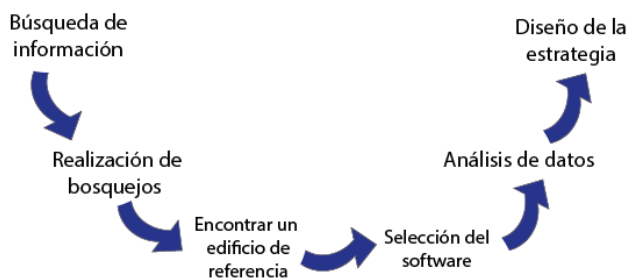 Búsqueda de
información
Realización de
bosquejos
Encontrar un
edificio de
referencia
Selección del
software
Análisis de datos
Diseño de la
estrategia